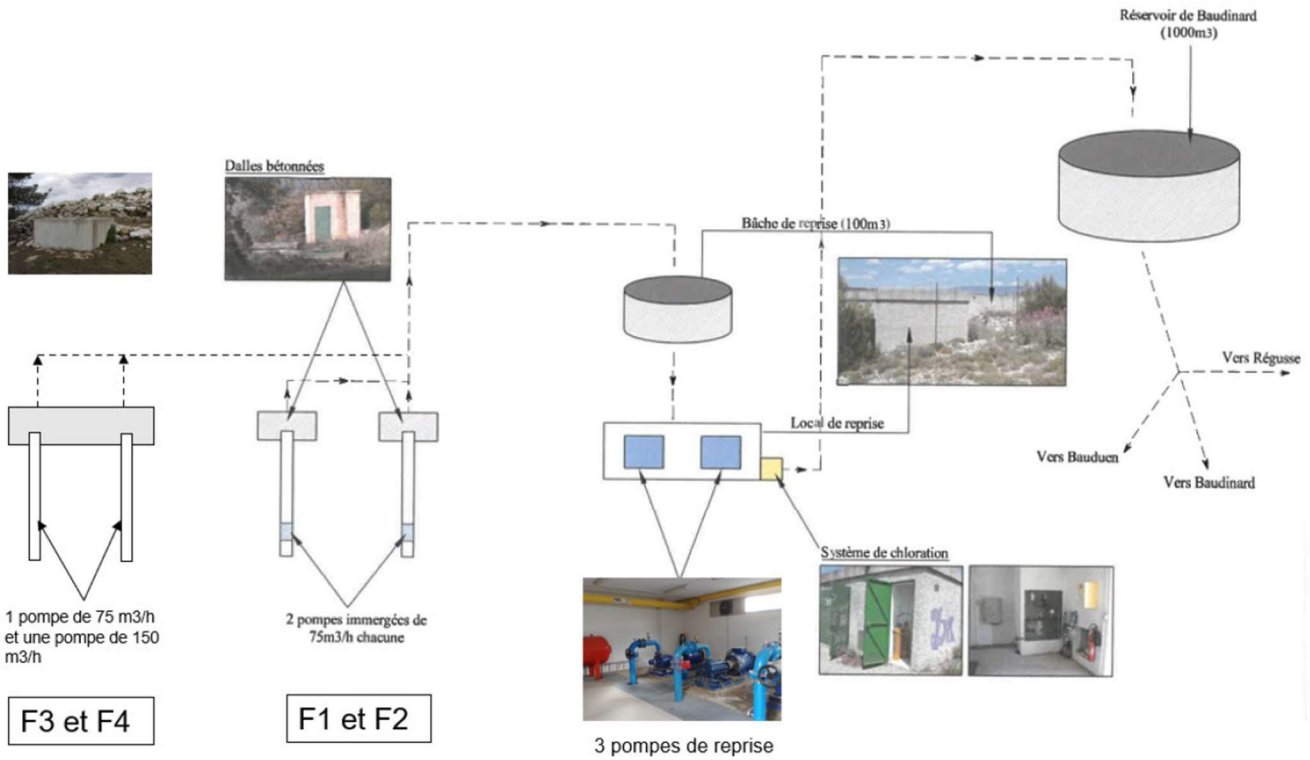 Réservoir de Baudinard
(1000m3)
Dalles bétonnées
Bâche de reprise (100m3)
Vers Régusse
Local de reprise
Vers Bauduen
Vers Baudinard
Système de chloration
1 pompe de 75 m3/h
et une pompe de 150
m3/h
2 pompes immergées de
75m3/h chacune
F3 et F4
F1 et F2
3 pompes de reprise